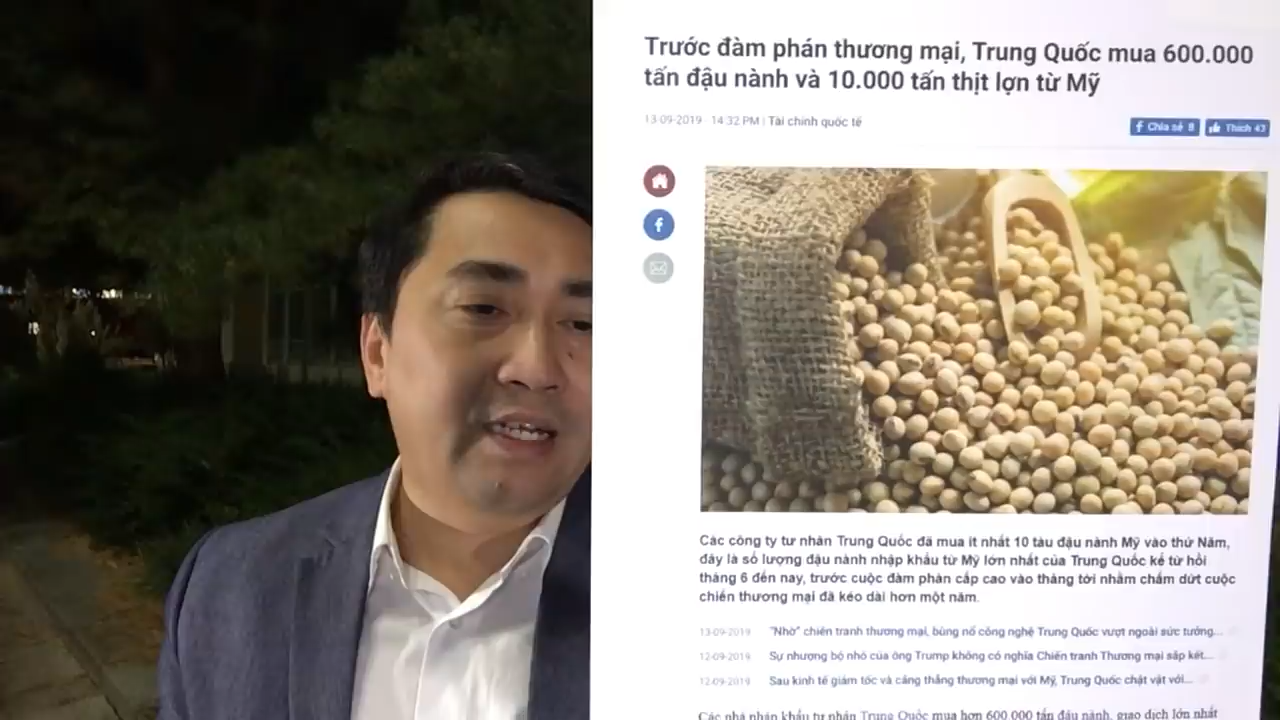 Trước đàm phán thương mại, Trung Quốc mua 600.000
tấn đậu nành và 10.000 tấn thịt lợn từ Mỹ
13-09-2019 - 14:32 PM | Tài chính quốc tế
Chia sẻ 8
Thích 43
Các công ty tư nhân Trung Quốc đã mua ít nhất 10 tàu đậu nành Mỹ vào thứ Năm,
đây là số lượng đậu nành nhập khẩu từ Mỹ lớn nhất của Trung Quốc kể từ hồi
tháng 6 đến nay, trước cuộc đàm phán cấp cao vào tháng tới nhằm chấm dứt cuộc
chiến thương mại đã kéo dài hơn một năm.
13-09-2019 "Nhờ" chiến tranh thương mại, bùng nổ công nghệ Trung Quốc vượt ngoài sức tưởng...
12-09-2019 Sự nhượng bộ nhỏ của ông Trump không có nghĩa Chiến tranh Thương mại sắp kết...
12-09-2019 Sau kinh tế giảm tốc và căng thẳng thương mại với Mỹ, Trung Quốc chật vật với...
Các nhà nhập khẩu tư nhân Trung Quốc mua hơn 600.000 tấn đậu nành, giao dịch lớn nhất